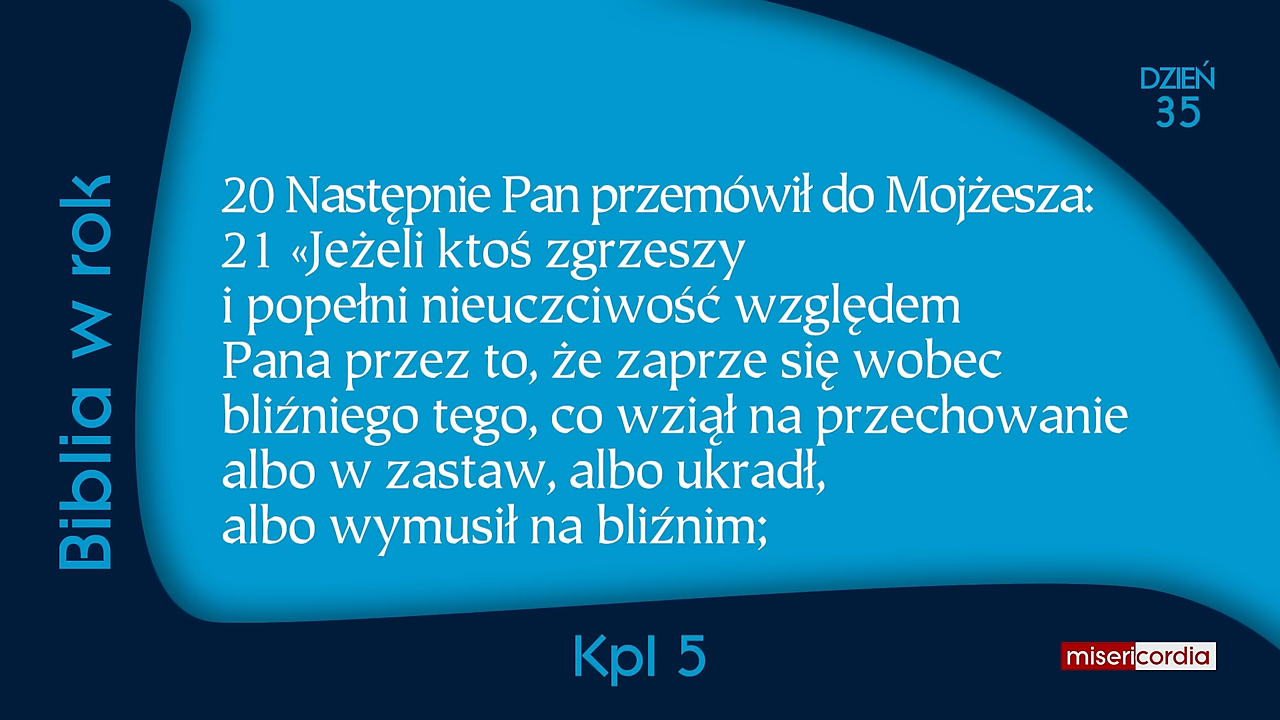 DZIEŃ
35
Biblia w rok
20 Następnie Pan przemówił do Mojżesza:
21 «Jeżeli ktoś zgrzeszy
i popełni nieuczciwość względem
Pana przez to, że zaprze się wobec
bliźniego tego, co wziął na przechowanie
albo w zastaw, albo ukradł,
albo wymusił na bliźnim;
Kpl 5
misericordia